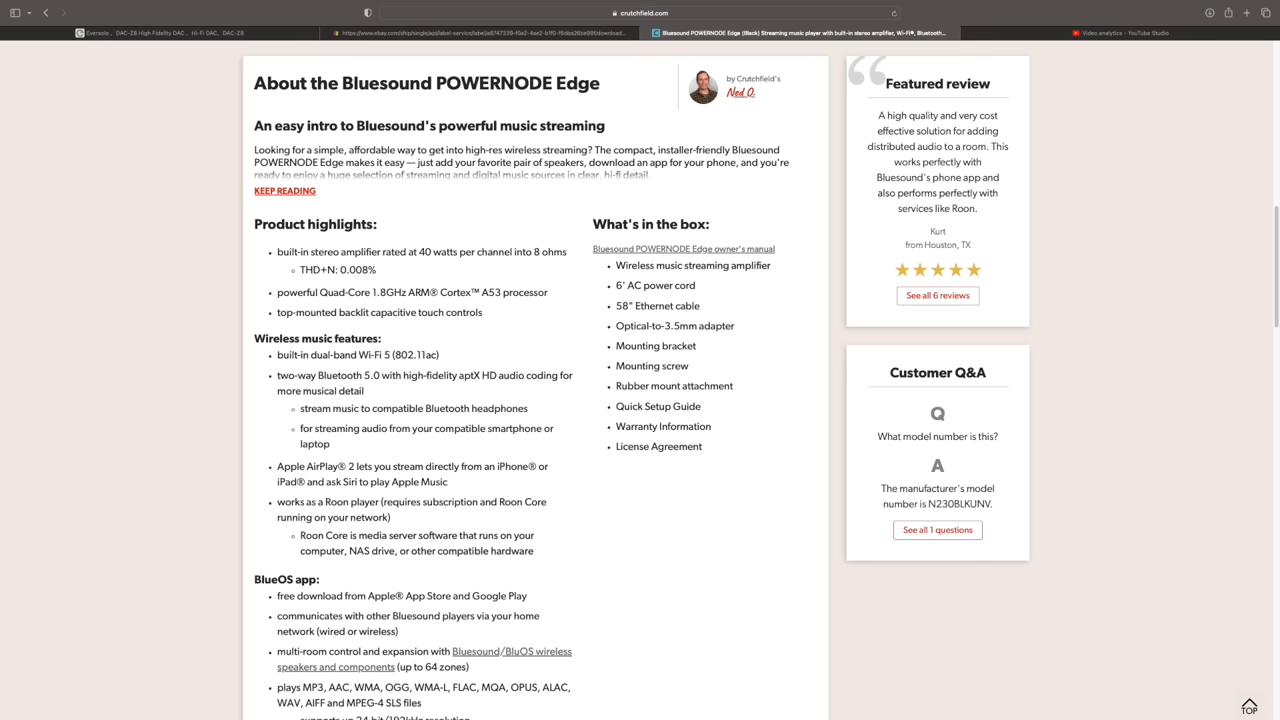 crutchfield.com
Eversolo , DAC-Z8 High Fidelity DAC , Hi-Fi DAC, DAC-Z8
Bluesound POWERNODE Edge (Black) Streaming music player with built-in stereo amplifier, Wi-Fi®, Bluetooth...
Video analytics - YouTube Studio
About the Bluesound POWERNODE Edge
by Crutchfield's
Ned O.
An easy intro to Bluesound's powerful music streaming
Looking for a simple, affordable way to get into high-res wireless streaming? The compact, installer-friendly Bluesound
POWERNODE Edge makes it easy — just add your favorite pair of speakers, download an app for your phone, and you're
ready to enjoy a huge selection of streaming and digital music sources in clear, hi-fi detail.
KEEP READING
Product highlights:
• built-in stereo amplifier rated at 40 watts per channel into 8 ohms
◦ THD+N: 0.008%
• powerful Quad-Core 1.8GHz ARM® Cortex™ A53 processor
• top-mounted backlit capacitive touch controls
Wireless music features:
• built-in dual-band Wi-Fi 5 (802.11ac)
• two-way Bluetooth 5.0 with high-fidelity aptX HD audio coding for
more musical detail
◦ stream music to compatible Bluetooth headphones
◦ for streaming audio from your compatible smartphone or
laptop
• Apple AirPlay® 2 lets you stream directly from an iPhone® or
iPad® and ask Siri to play Apple Music
• works as a Roon player (requires subscription and Roon Core
running on your network)
◦ Roon Core is media server software that runs on your
computer, NAS drive, or other compatible hardware
BlueOS app:
• free download from Apple® App Store and Google Play
• communicates with other Bluesound players via your home
network (wired or wireless)
• multi-room control and expansion with Bluesound/BluOS wireless
speakers and components (up to 64 zones)
• plays MP3, AAC, WMA, OGG, WMA-L, FLAC, MQA, OPUS, ALAC,
WAV, AIFF and MPEG-4 SLS files
supports up 24-bit/192kHz resolution
What's in the box:
Bluesound POWERNODE Edge owner's manual
• Wireless music streaming amplifier
• 6' AC power cord
• 58" Ethernet cable
• Optical-to-3.5mm adapter
• Mounting bracket
• Mounting screw
• Rubber mount attachment
• Quick Setup Guide
• Warranty Information
• License Agreement
Featured review
A high quality and very cost
effective solution for adding
distributed audio to a room. This
works perfectly with
Bluesound's phone app and
also performs perfectly with
services like Roon.
Kurt
from Houston, TX
See all 6 reviews
Customer Q&A
Q
What model number is this?
A
The manufacturer's model
number is N230BLKUNV.
See all 1 questions
TOP